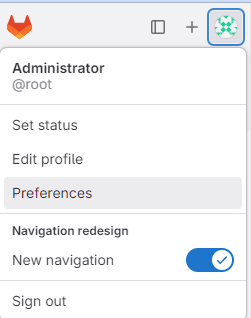 Administrator
@root
Set status
Edit profile
Preferences
Navigation redesign
New navigation
Sign out